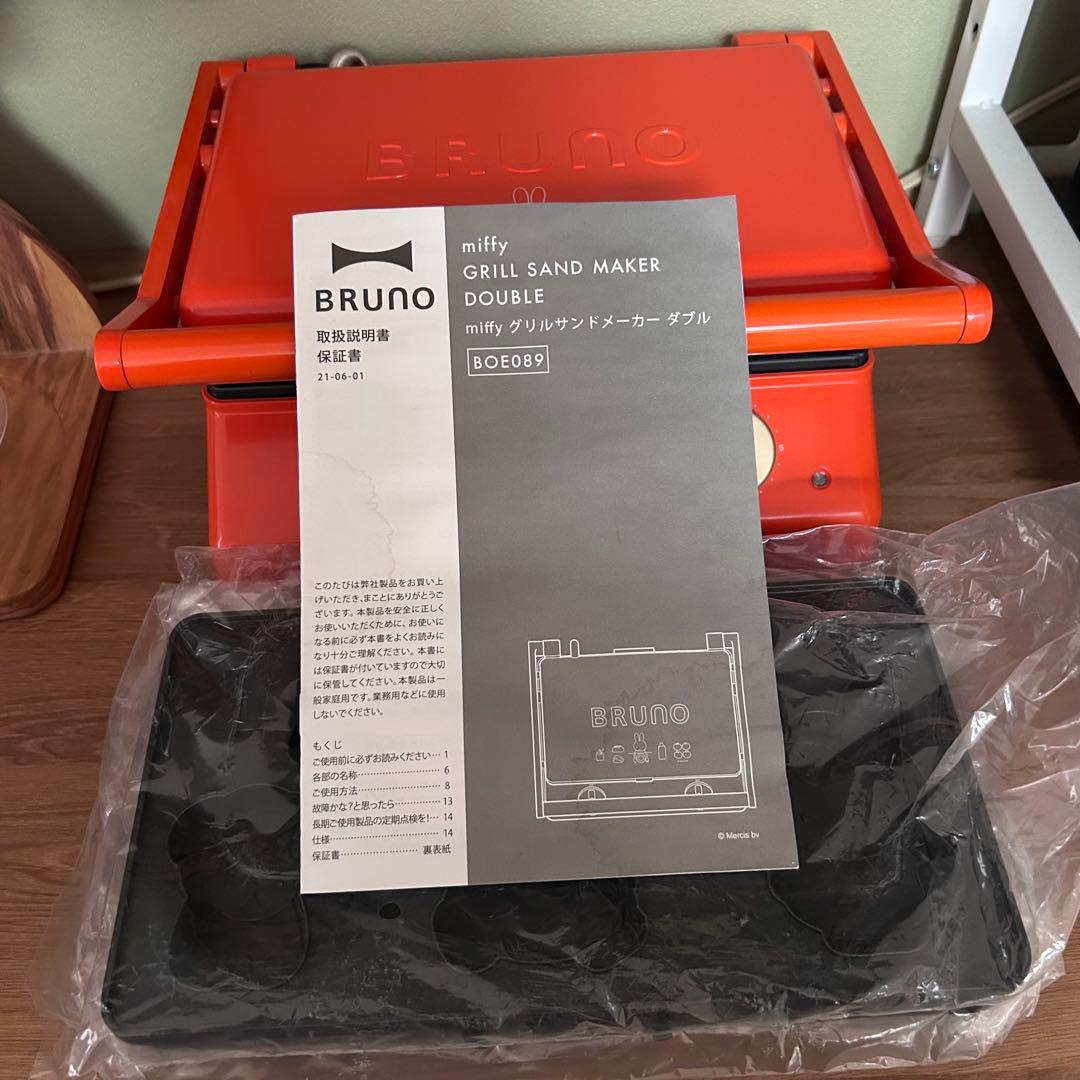 BRUNO
BRUNO
取扱説明書
保証書
21-06-01
miffy
GRILL SAND MAKER
DOUBLE
miffy グリルサンドメーカー ダブル
BOE089
5
このたびは弊社製品をお買い上
げいただき、まことにありがとうご
ざいます。本製品を安全に正しく
お使いいただくために、お使いに
なる前に必ず本書をよくお読みに
なり十分ご理解ください。本書に
は保証書が付いていますので大切
に保管してください。本製品は一
般家庭用です。業務用などに使用
しないでください。
もくじ
ご使用前に必ずお読みください… 1
各部の名称………………………… 6
ご使用方法………………………… 8
故障かな?と思ったら…………… 13
長期ご使用製品の定期点検を!… 14
仕様………………………………… 14
保証書……………………… 裏表紙
BRUNO
© Mercis bv